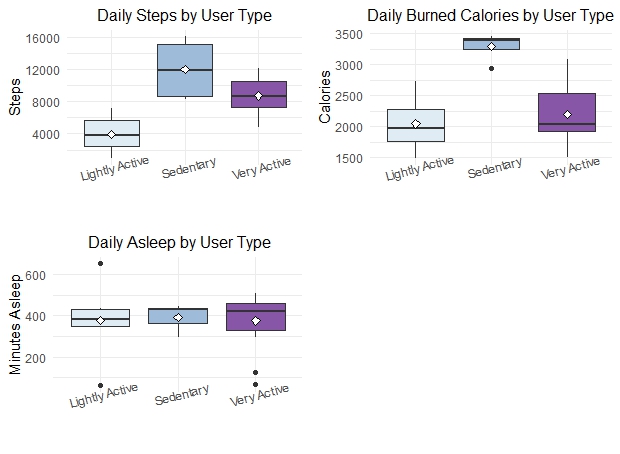 Daily Steps by User Type
Steps
16000
12000
8000
4000
Lightly Active
Sedentary
Very Active
Daily Burned Calories by User Type
Calories
3500
3000
2500
2000
1500
Lightly Active
Sedentary
Very Active
Daily Asleep by User Type
Minutes Asleep
600
400
200
Lightly Active
Sedentary
Very Active